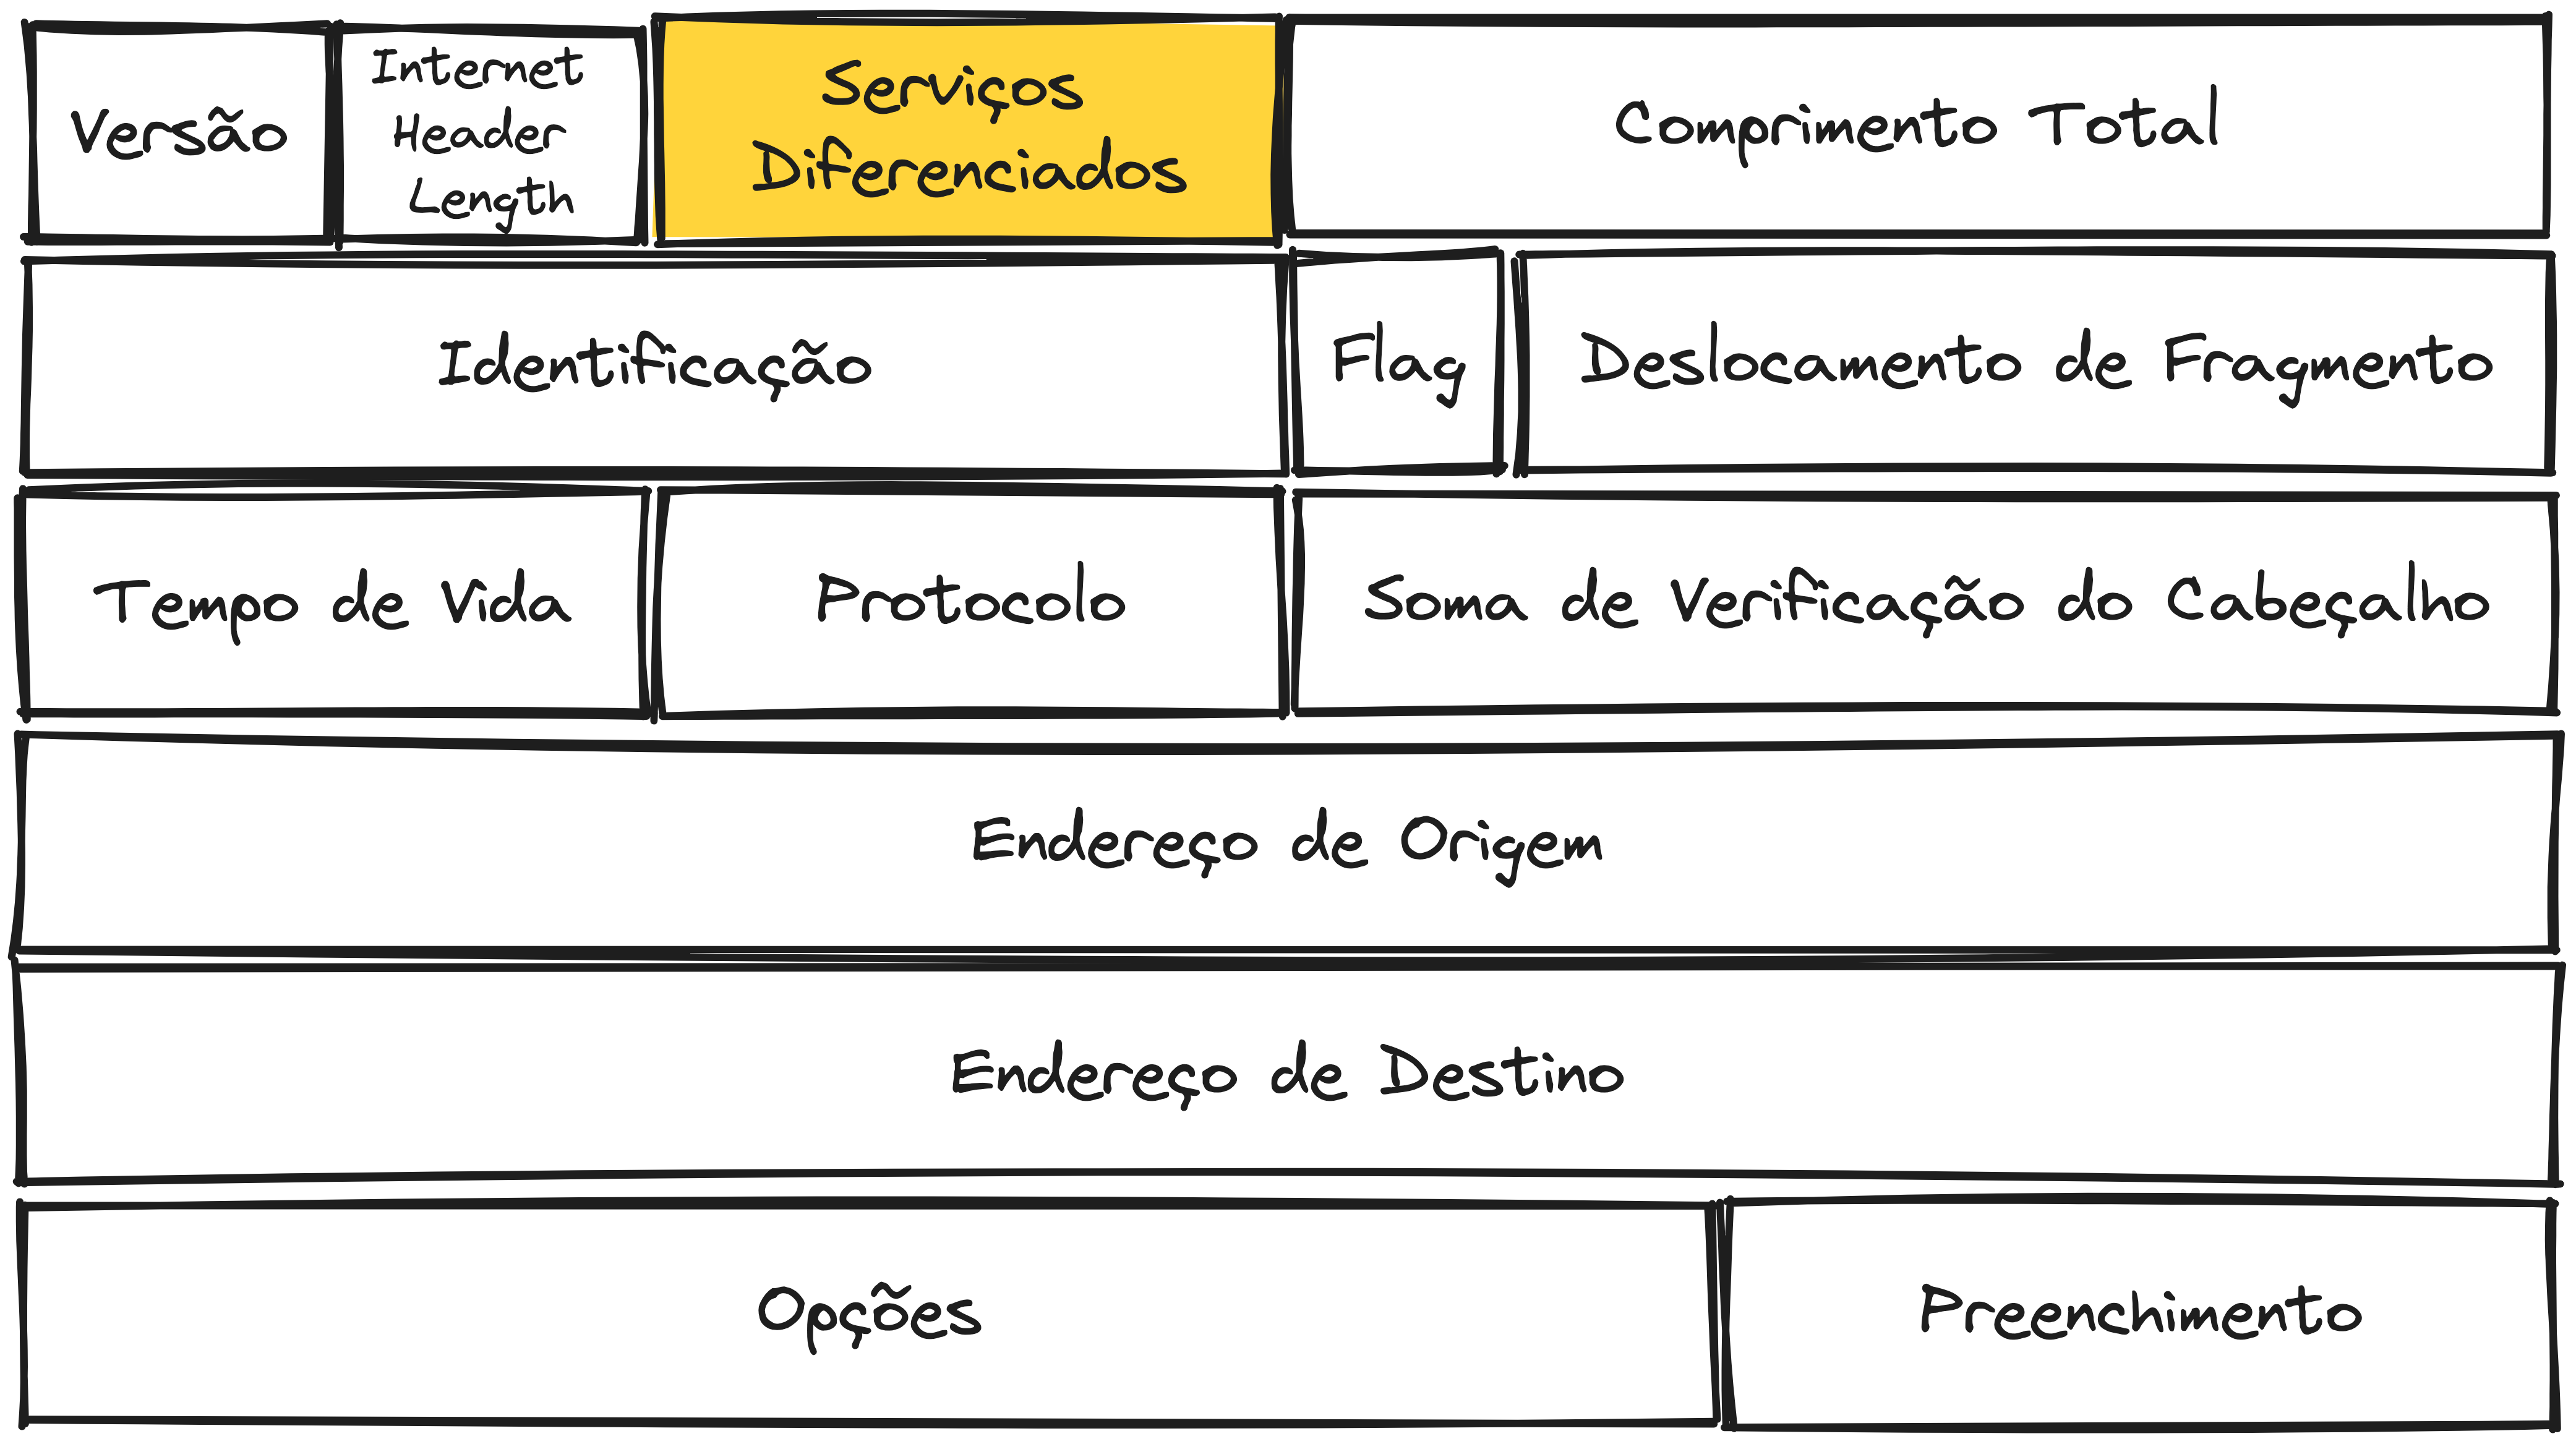 Versão
Internet
Header
Length
Serviços
Diferenciados
Comprimento Total
Identificação
Flag
Deslocamento de Fragmento
Tempo de Vida
Protocolo
Soma de Verificação do Cabeçalho
Endereço de Origem
Endereço de Destino
Opções
Preenchimento